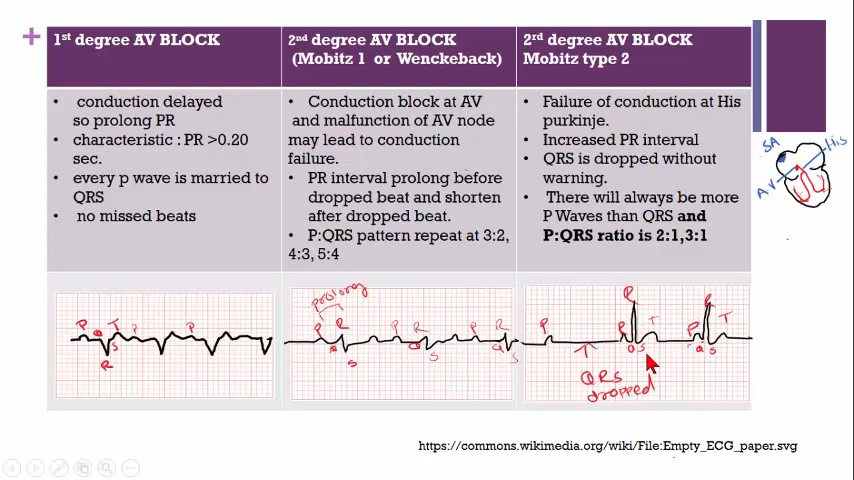 1st degree AV BLOCK
2nd degree AV BLOCK
(Mobitz 1 or Wenckeback)
2rd degree AV BLOCK
Mobitz type 2
• conduction delayed
so prolong PR
• characteristic : PR >0.20
sec.
• every p wave is married to
QRS
• no missed beats
• Conduction block at AV
and malfunction of AV node
may lead to conduction
failure.
• PR interval prolong before
dropped beat and shorten
after dropped beat.
• P:QRS pattern repeat at 3:2,
4:3, 5:4
• Failure of conduction at His
purkinje.
• Increased PR interval
• QRS is dropped without
warning.
• There will always be more
P Waves than QRS and
P:QRS ratio is 2:1,3:1
SA
His
AV
P Q T P P
S
R
prolong
P R P R P R
Q S Q S Q S
P P R T P R T
Q S Q S
QRS
dropped
https://commons.wikimedia.org/wiki/File:Empty_ECG_paper.svg